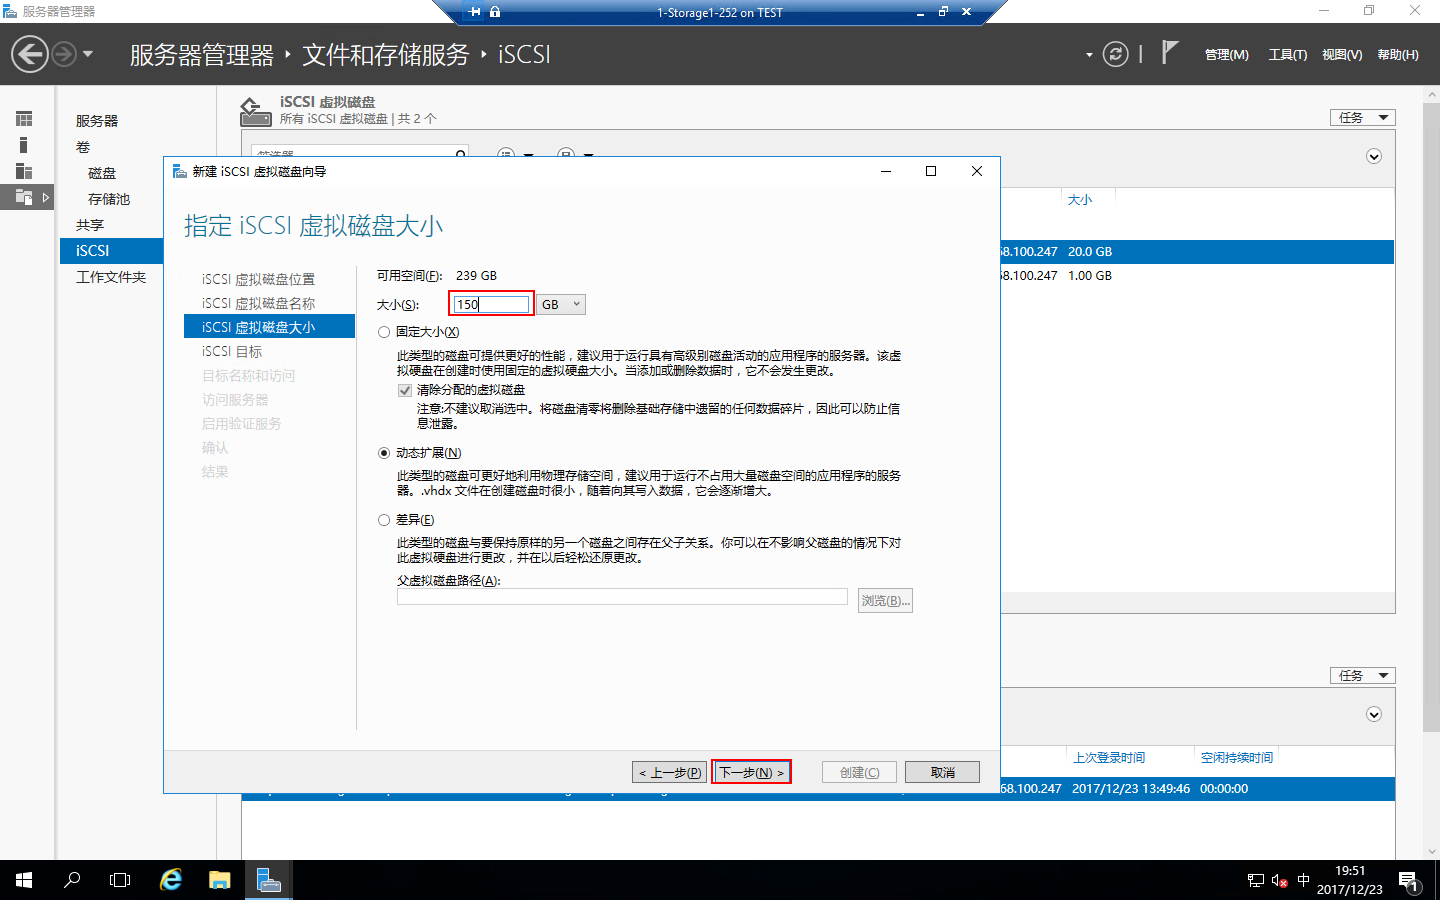 服务器管理器
1-Storage1-252 on TEST
服务器管理器 ‣ 文件和存储服务 ‣ iSCSI
管理(M) 工具(T) 视图(V) 帮助(H)
服务器
卷
磁盘
存储池
共享
iSCSI
工作文件夹
iSCSI 虚拟磁盘
所有 iSCSI 虚拟磁盘 | 共 2 个
任务
大小
8.100.247 20.0 GB
8.100.247 1.00 GB
新建 iSCSI 虚拟磁盘向导
指定 iSCSI 虚拟磁盘大小
iSCSI 虚拟磁盘位置
iSCSI 虚拟磁盘名称
iSCSI 虚拟磁盘大小
iSCSI 目标
目标名称和访问
访问服务器
启用验证服务
确认
结果
可用空间(F): 239 GB
大小(S): 150 GB
固定大小(X)
此类型的磁盘可提供更好的性能，建议用于运行具有高级别磁盘活动的应用程序的服务器。该虚
拟硬盘在创建时使用固定的虚拟硬盘大小。当添加或删除数据时，它不会发生更改。
清除分配的虚拟磁盘
注意:不建议取消选中。将磁盘清零将删除基础存储中遗留的任何数据碎片，因此可以防止信
息泄露。
动态扩展(N)
此类型的磁盘可更好地利用物理存储空间，建议用于运行不占用大量磁盘空间的应用程序的服务
器。.vhdx 文件在创建磁盘时很小，随着向其写入数据，它会逐渐增大。
差异(E)
此类型的磁盘与要保持原样的另一个磁盘之间存在父子关系。你可以在不影响父磁盘的情况下对
此虚拟硬盘进行更改，并在以后轻松还原更改。
父虚拟磁盘路径(A):
浏览(B)...
< 上一步(P) 下一步(N) > 创建(C) 取消
任务
上次登录时间 空闲持续时间
68.100.247 2017/12/23 13:49:46 00:00:00
中
19:51
2017/12/23
1